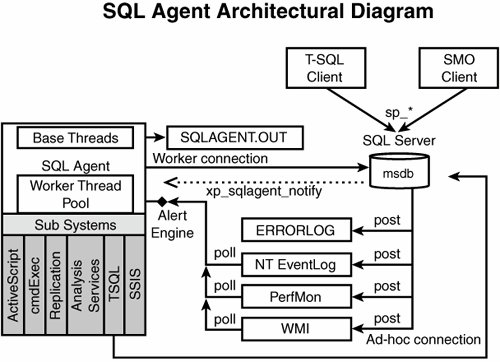 SQL Agent Architectural Diagram
T-SQL
Client
SMO
Client
sp_*
SQL Server
msdb
Base Threads
SQLAGENT.OUT
SQL Agent
Worker connection
Worker Thread
Pool
xp_sqlagent_notify
Alert
Engine
Sub Systems
ActiveScript
cmdExec
Replication
Analysis
Services
TSQL
SSIS
ERRORLOG
post
poll
NT EventLog
post
poll
PerfMon
post
poll
WMI
post
Ad-hoc connection